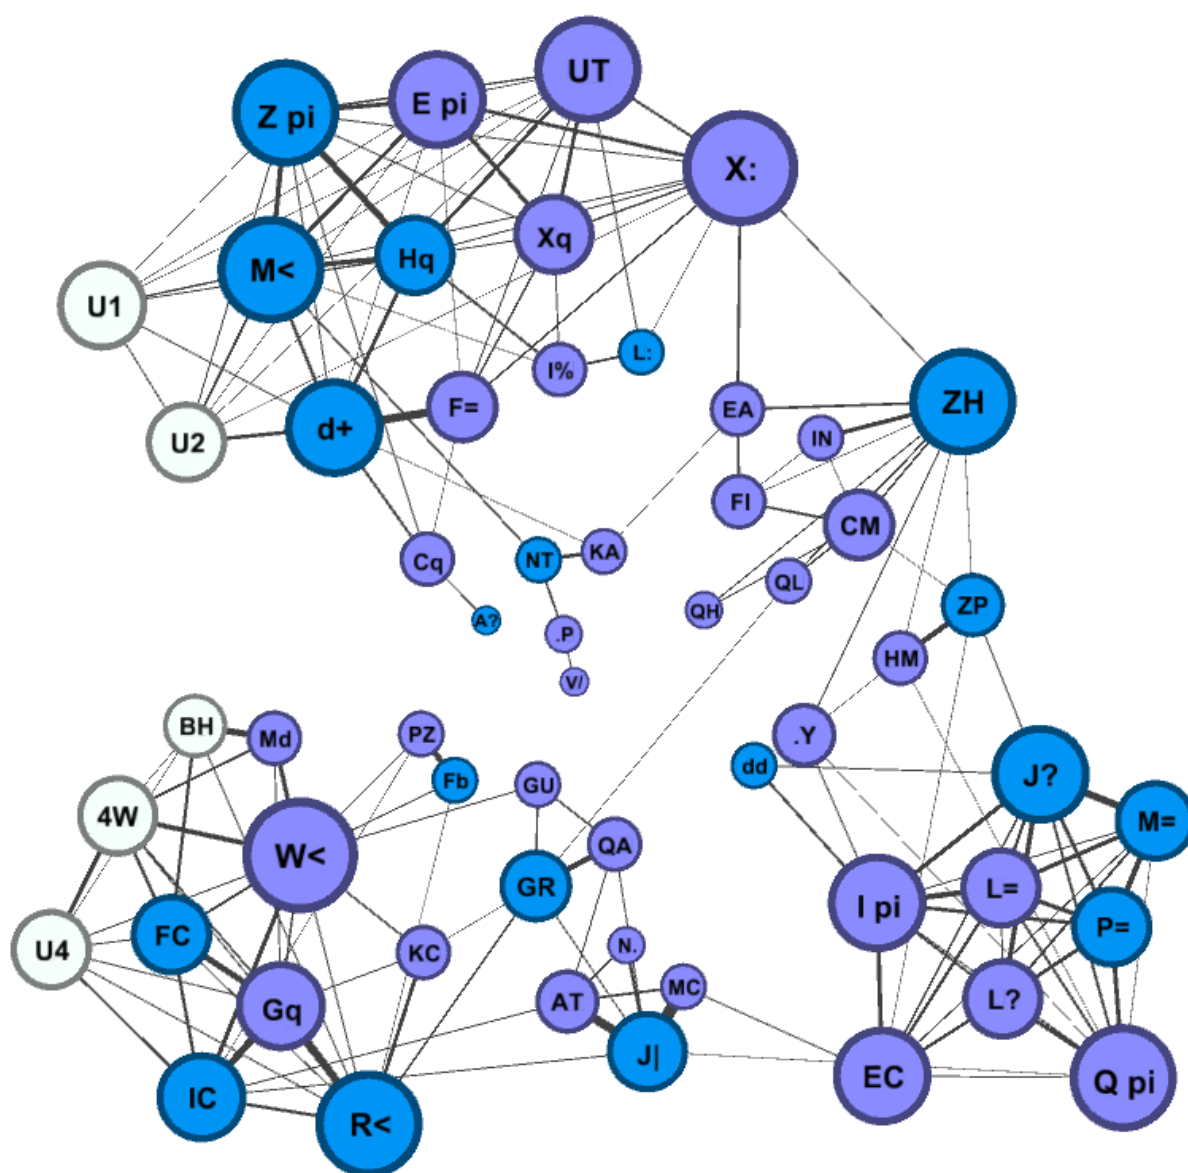 UT
E pi
Z pi
X:
Xq
Hq
M<
U1
L:
I%
F=
EA
ZH
d+
U2
IN
FI
CM
KA
NT
Cq
QL
QH
ZP
A?
.P
HM
V/
BH
Md
PZ
.Y
dd
J?
Fb
GU
4W
M=
QA
W<
GR
L=
I pi
P=
FC
N.
U4
KC
MC
L?
AT
Gq
J|
EC
Q pi
IC
R<